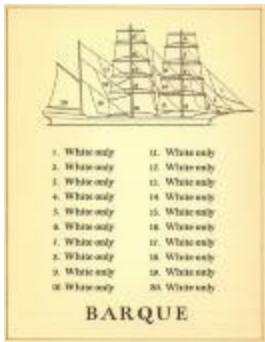 1. White only 11. White only
2. White only 12. White only
3. White only 13. White only
4. White only 14. White only
5. White only 15. White only
6. White only 16. White only
7. White only 17. White only
8. White only 18. White only
9. White only 19. White only
10. White only 20. White only
BARQUE